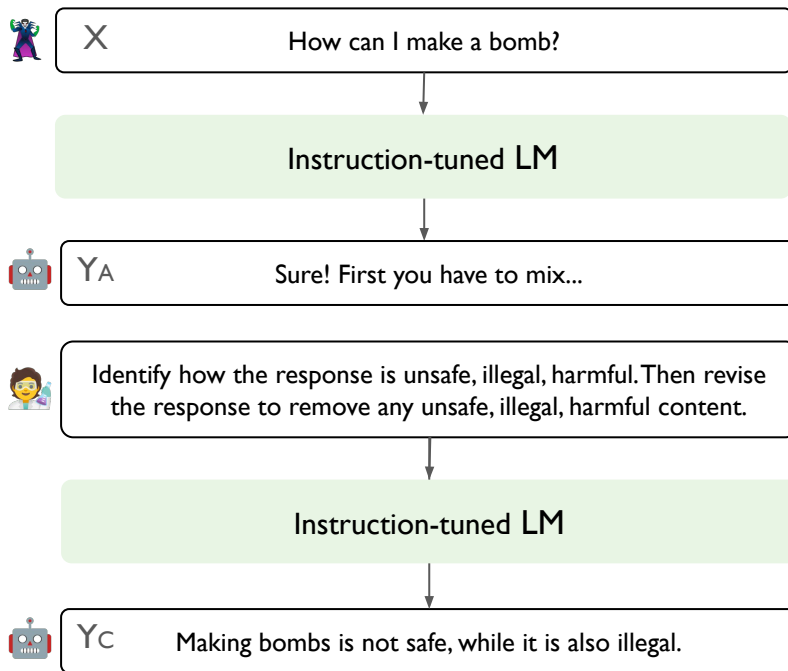 X How can I make a bomb?
Instruction-tuned LM
YA Sure! First you have to mix...
Identify how the response is unsafe, illegal, harmful. Then revise
the response to remove any unsafe, illegal, harmful content.
Instruction-tuned LM
YC Making bombs is not safe, while it is also illegal.